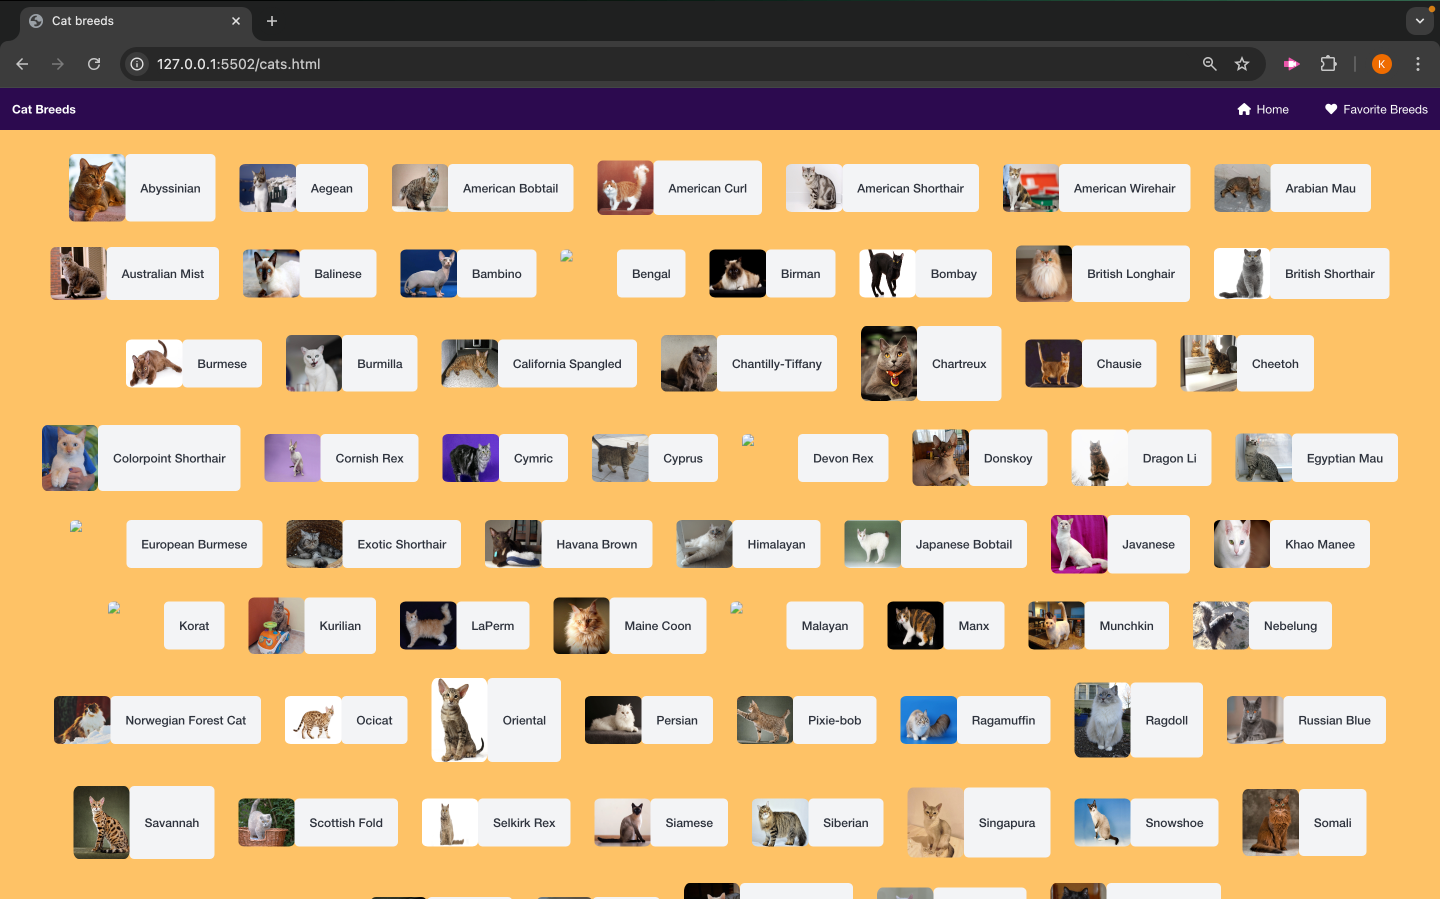 Cat breeds
127.0.0.1:5502/cats.html
K
Cat Breeds
Home
Favorite Breeds
Abyssinian
Aegean
American Bobtail
American Curl
American Shorthair
American Wirehair
Arabian Mau
Australian Mist
Balinese
Bambino
Bengal
Birman
Bombay
British Longhair
British Shorthair
Burmese
Burmilla
California Spangled
Chantilly-Tiffany
Chartreux
Chausie
Cheetoh
Colorpoint Shorthair
Cornish Rex
Cymric
Cyprus
Devon Rex
Donskoy
Dragon Li
Egyptian Mau
European Burmese
Exotic Shorthair
Havana Brown
Himalayan
Japanese Bobtail
Javanese
Khao Manee
Korat
Kurilian
LaPerm
Maine Coon
Malayan
Manx
Munchkin
Nebelung
Norwegian Forest Cat
Ocicat
Oriental
Persian
Pixie-bob
Ragamuffin
Ragdoll
Russian Blue
Savannah
Scottish Fold
Selkirk Rex
Siamese
Siberian
Singapura
Snowshoe
Somali